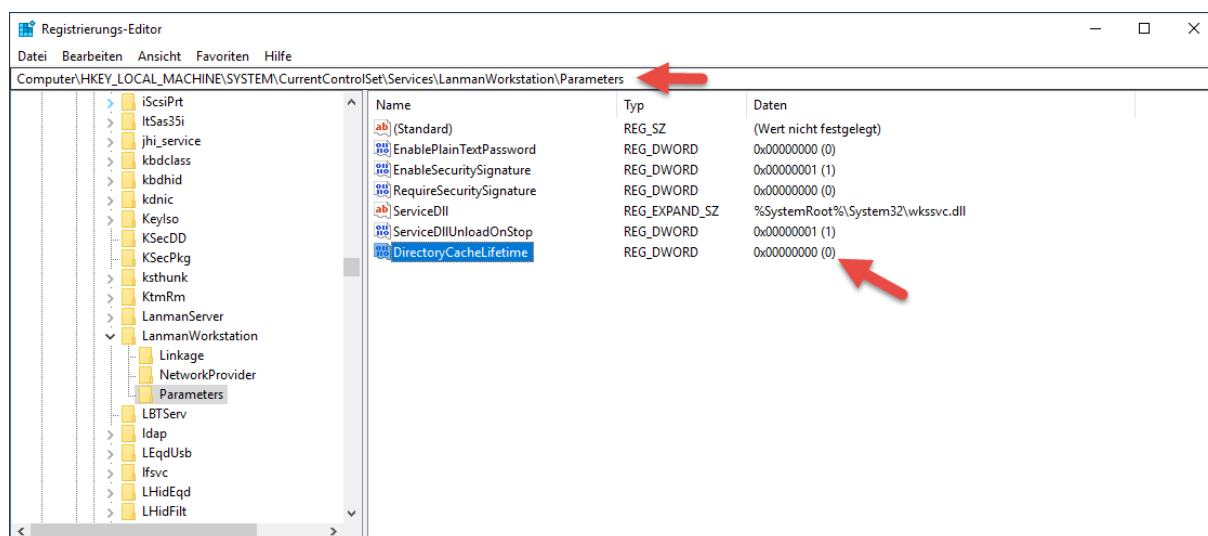 Registrierungs-Editor
Datei Bearbeiten Ansicht Favoriten Hilfe
Computer\HKEY_LOCAL_MACHINE\SYSTEM\CurrentControlSet\Services\LanmanWorkstation\Parameters
iScsiPrt
ItSas35i
jhi_service
kbdclass
kbdhid
kdnic
KeyIso
KSecDD
KSecPkg
ksthunk
KtmRm
LanmanServer
LanmanWorkstation
Linkage
NetworkProvider
Parameters
LBTServ
ldap
LEqdUsb
lfsvc
LHidEqd
LHidFilt
Name Typ Daten
(Standard) REG_SZ (Wert nicht festgelegt)
EnablePlainTextPassword REG_DWORD 0x00000000 (0)
EnableSecuritySignature REG_DWORD 0x00000001 (1)
RequireSecuritySignature REG_DWORD 0x00000000 (0)
ServiceDll REG_EXPAND_SZ %SystemRoot%\System32\wkssvc.dll
ServiceDllUnloadOnStop REG_DWORD 0x00000001 (1)
DirectoryCacheLifetime REG_DWORD 0x00000000 (0)